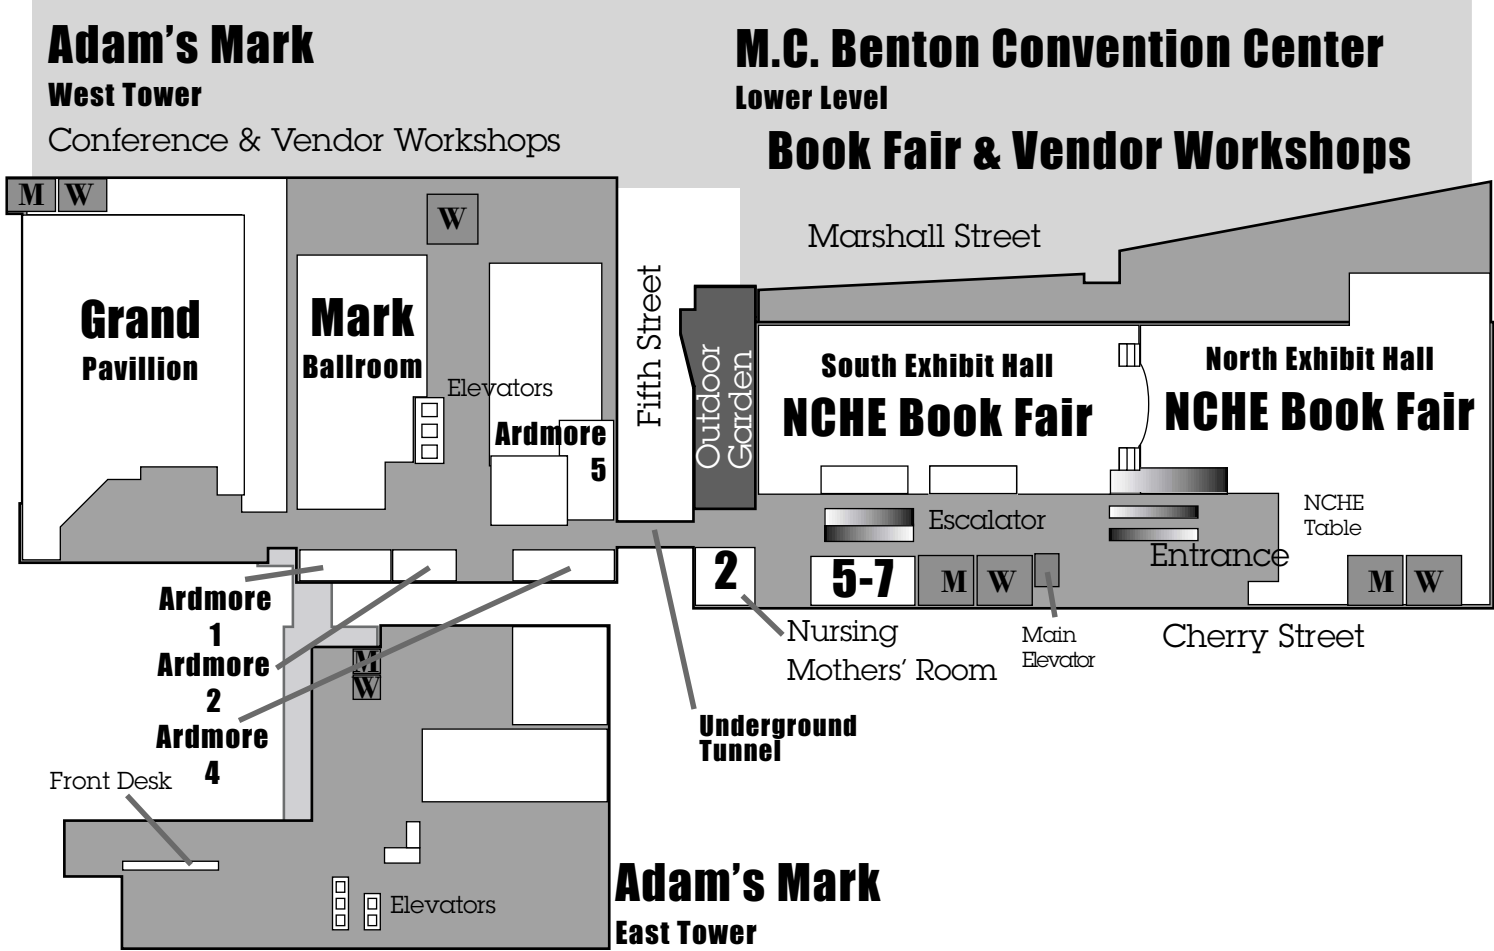 Adam's Mark
West Tower
Conference & Vendor Workshops
M.C. Benton Convention Center
Lower Level
Book Fair & Vendor Workshops
M W
W
Marshall Street
Grand
Pavillion
Mark
Ballroom
Elevators
Ardmore
5
Fifth Street
Outdoor
Garden
South Exhibit Hall
NCHE Book Fair
North Exhibit Hall
NCHE Book Fair
Escalator
NCHE
Table
Entrance
2
5-7
M W
M W
Nursing
Mothers' Room
Main
Elevator
Cherry Street
Ardmore
1
Ardmore
2
Ardmore
4
M
W
Underground
Tunnel
Front Desk
Elevators
Adam's Mark
East Tower